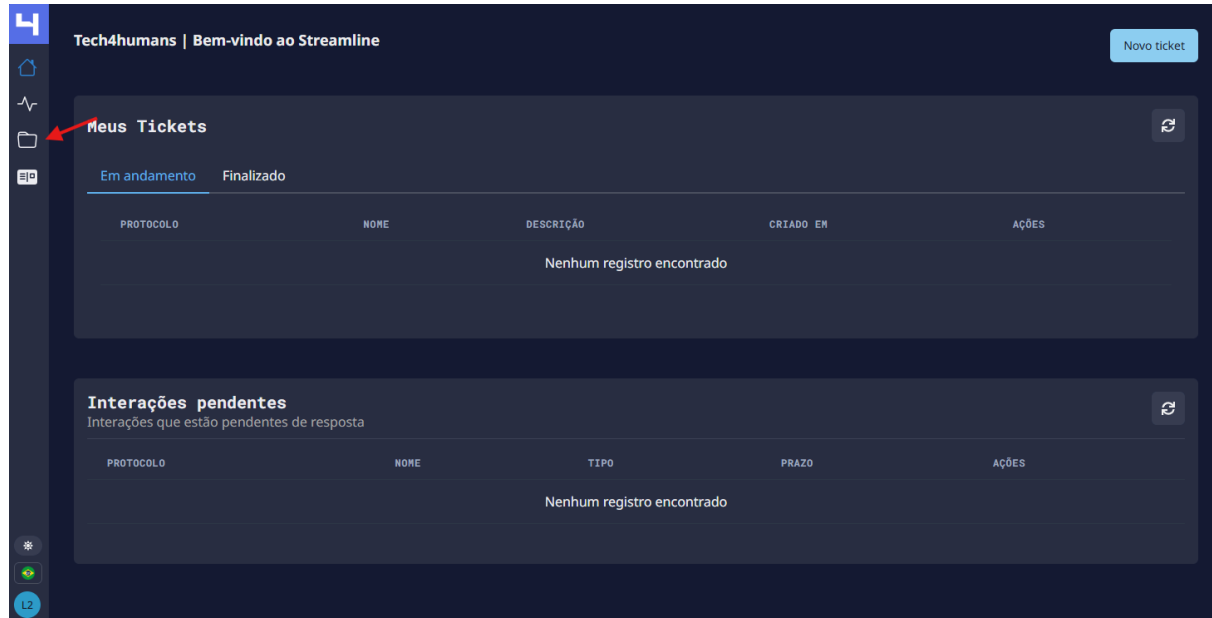 Tech4humans | Bem-vindo ao Streamline
Novo ticket
Meus Tickets
Em andamento Finalizado
PROTOCOLO NOME DESCRIÇÃO CRIADO EM AÇÕES
Nenhum registro encontrado
Interações pendentes
Interações que estão pendentes de resposta
PROTOCOLO NOME TIPO PRAZO AÇÕES
Nenhum registro encontrado
L2